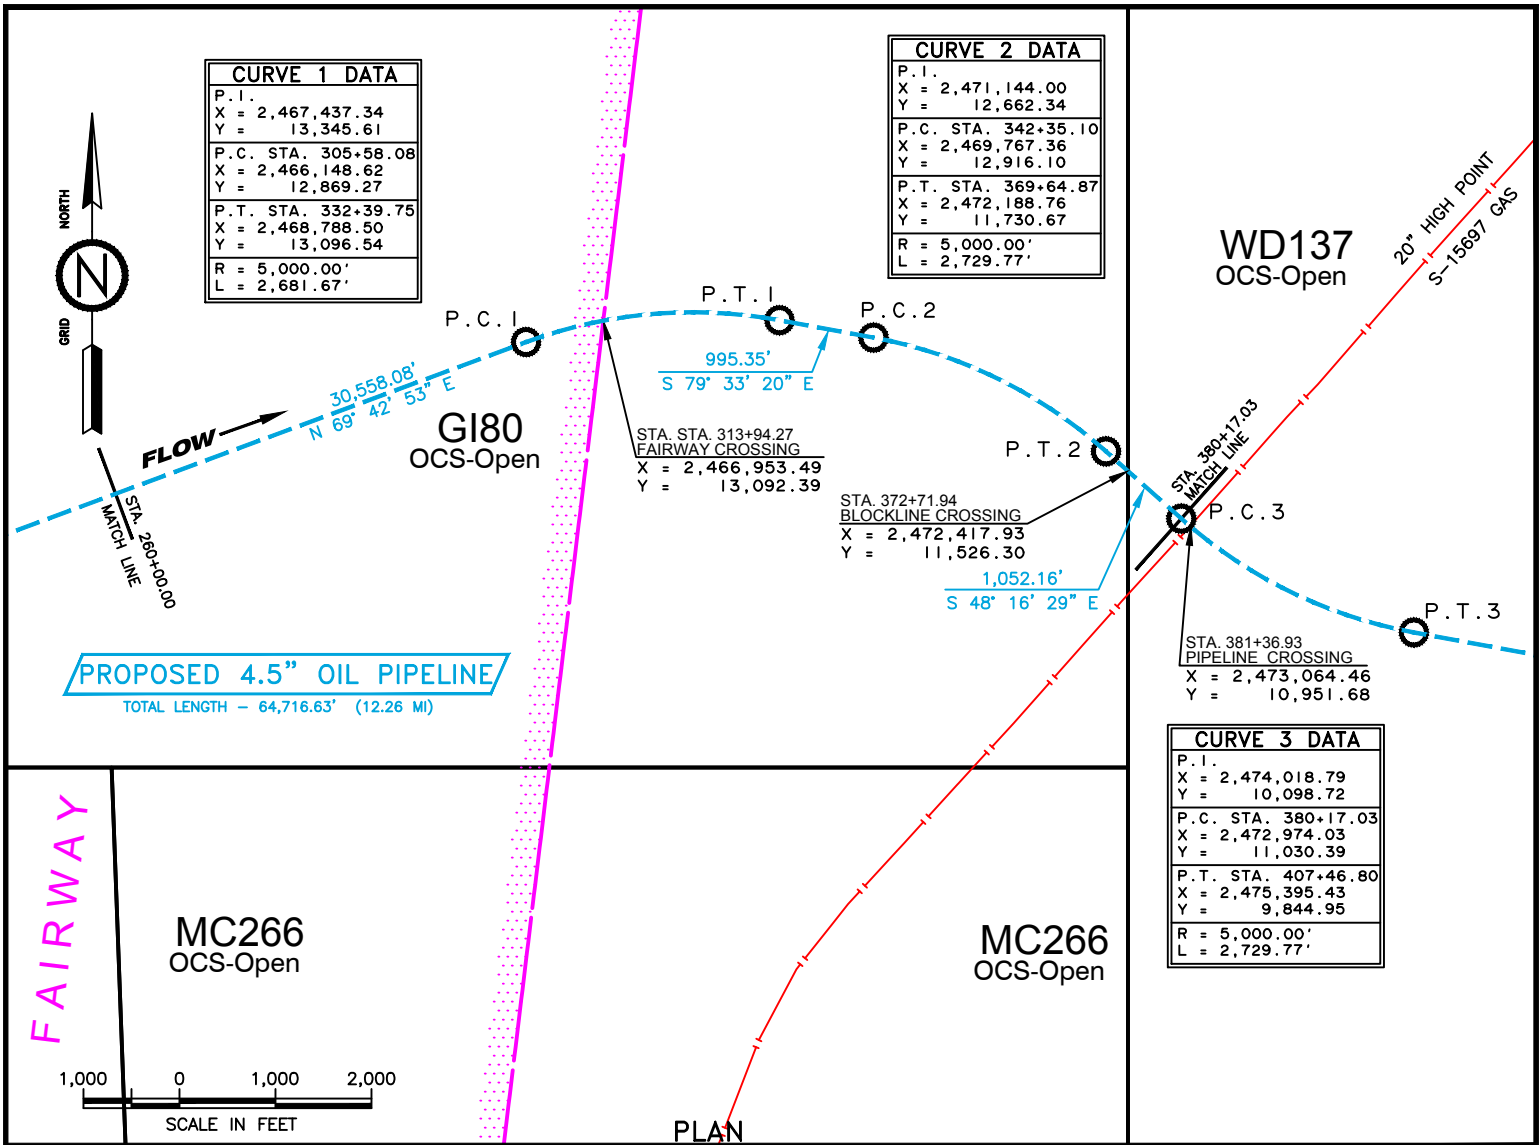 CURVE 1 DATA
P.I.
X = 2,467,437.34
Y = 13,345.61
P.C. STA. 305+58.08
X = 2,466,148.62
Y = 12,869.27
P.T. STA. 332+39.75
X = 2,468,788.50
Y = 13,096.54
R = 5,000.00'
L = 2,681.67'
CURVE 2 DATA
P.I.
X = 2,471,144.00
Y = 12,662.34
P.C. STA. 342+35.10
X = 2,469,767.36
Y = 12,916.10
P.T. STA. 369+64.87
X = 2,472,188.76
Y = 11,730.67
R = 5,000.00'
L = 2,729.77'
NORTH
N
GRID
WD137
OCS-Open
20" HIGH POINT
S-15697 GAS
P.C.1
P.T.1
P.C.2
995.35'
S 79° 33' 20" E
30,558.08'
N 69° 42' 53" E
FLOW
GI80
OCS-Open
STA. STA. 313+94.27
FAIRWAY CROSSING
X = 2,466,953.49
Y = 13,092.39
P.T.2
STA. 380+17.03
MATCH LINE
P.C.3
STA. 372+71.94
BLOCKLINE CROSSING
X = 2,472,417.93
Y = 11,526.30
1,052.16'
S 48° 16' 29" E
STA. 260+00.00
MATCH LINE
P.T.3
STA. 381+36.93
PIPELINE CROSSING
X = 2,473,064.46
Y = 10,951.68
PROPOSED 4.5" OIL PIPELINE
TOTAL LENGTH - 64,716.63' (12.26 MI)
CURVE 3 DATA
P.I.
X = 2,474,018.79
Y = 10,098.72
P.C. STA. 380+17.03
X = 2,472,974.03
Y = 11,030.39
P.T. STA. 407+46.80
X = 2,475,395.43
Y = 9,844.95
R = 5,000.00'
L = 2,729.77'
FAIRWAY
MC266
OCS-Open
MC266
OCS-Open
1,000 0 1,000 2,000
SCALE IN FEET
PLAN